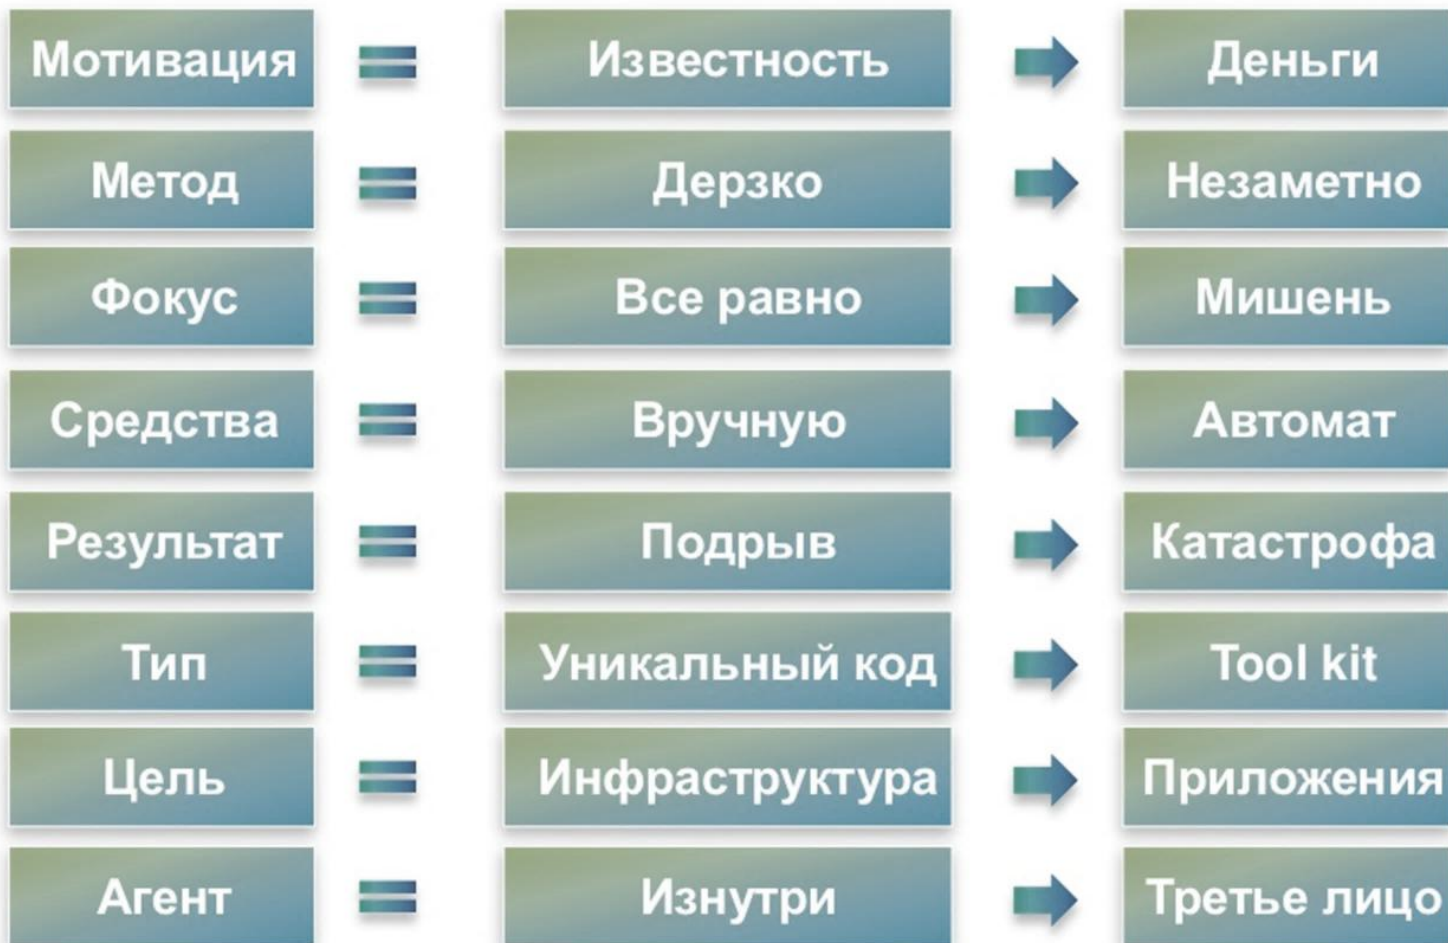 Мотивация = Известность Деньги
Метод = Дерзко Незаметно
Фокус = Все равно Мишень
Средства = Вручную Автомат
Результат = Подрыв Катастрофа
Тип = Уникальный код Tool kit
Цель = Инфраструктура Приложения
Агент = Изнутри Третье лицо